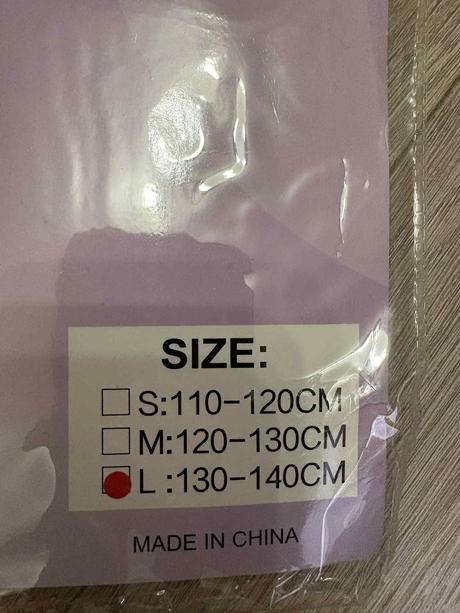 SIZE:
S:110-120CM
M:120-130CM
L :130-140CM
MADE IN CHINA